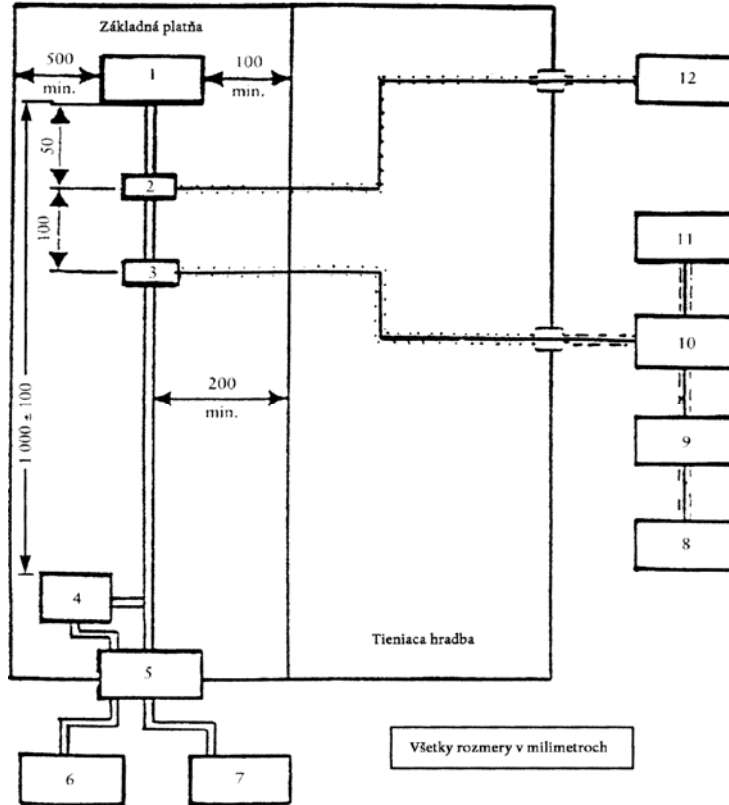 Základná platňa
500
min.
1
100
min.
12
50
2
100
3
11
10
200
min.
1 000 ± 100
9
8
4
Tieniaca hradba
5
Všetky rozmery v milimetroch
6
7